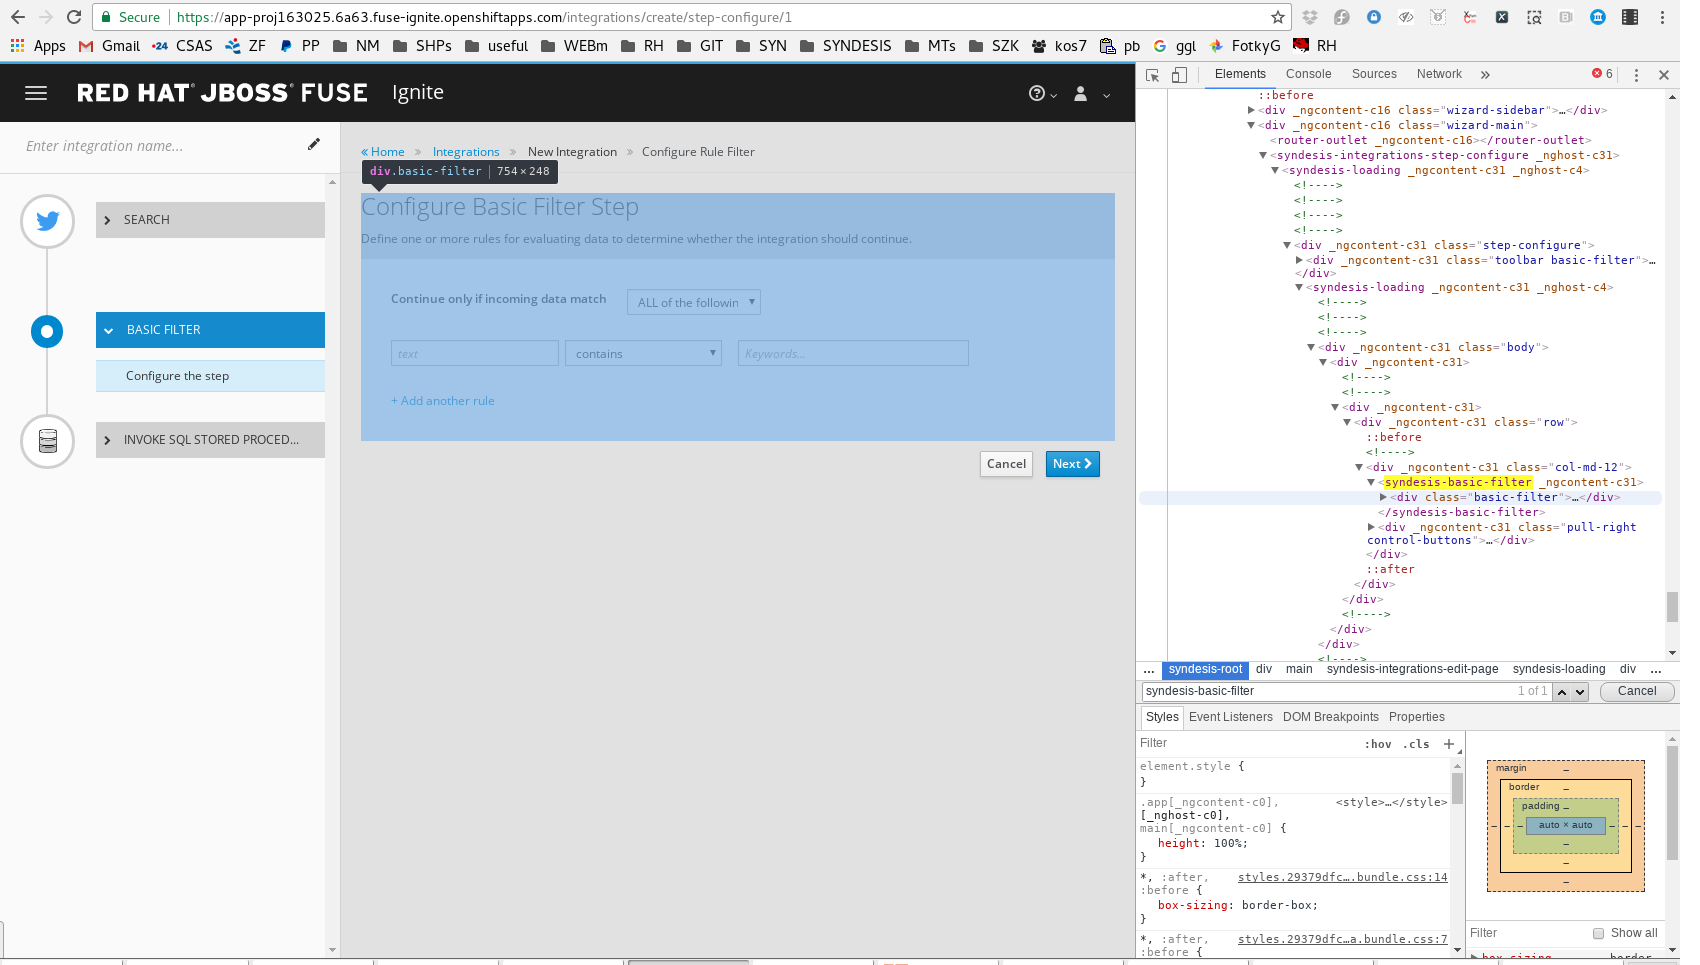 Secure https://app-proj163025.6a63.fuse-ignite.openshiftapps.com/integrations/create/step-configure/1
Apps Gmail CSAS ZF PP NM SHPs useful WEBm RH GIT SYN SYNDESIS MTs SZK kos7 pb ggl FotkyG RH
RED HAT JBOSS FUSE Ignite
Enter integration name...
SEARCH
BASIC FILTER
Configure the step
INVOKE SQL STORED PROCED...
« Home » Integrations » New Integration » Configure Rule Filter
div.basic-filter 754 × 248
Configure Basic Filter Step
Define one or more rules for evaluating data to determine whether the integration should continue.
Continue only if incoming data match ALL of the followin
text contains Keywords...
+ Add another rule
Cancel Next
Elements Console Sources Network » 6
::before
<div _ngcontent-c16 class="wizard-sidebar">…</div>
<div _ngcontent-c16 class="wizard-main">
<router-outlet _ngcontent-c16></router-outlet>
<syndesis-integrations-step-configure _nghost-c31>
<syndesis-loading _ngcontent-c31 _nghost-c4>
<!---->
<!---->
<!---->
<!---->
<div _ngcontent-c31 class="step-configure">
<div _ngcontent-c31 class="toolbar basic-filter">…
</div>
<syndesis-loading _ngcontent-c31 _nghost-c4>
<!---->
<!---->
<!---->
<div _ngcontent-c31 class="body">
<div _ngcontent-c31>
<!---->
<!---->
<div _ngcontent-c31>
<div _ngcontent-c31 class="row">
::before
<!---->
<div _ngcontent-c31 class="col-md-12">
<syndesis-basic-filter _ngcontent-c31>
<div class="basic-filter">…</div>
</syndesis-basic-filter>
<div _ngcontent-c31 class="pull-right
control-buttons">…</div>
</div>
::after
</div>
</div>
<!---->
</div>
</div>
<!---->
... syndesis-root div main syndesis-integrations-edit-page syndesis-loading div ...
syndesis-basic-filter 1 of 1 Cancel
Styles Event Listeners DOM Breakpoints Properties
Filter :hov .cls +
element.style {
}
.app[_ngcontent-c0], <style>…</style>
[_nghost-c0],
main[_ngcontent-c0] {
height: 100%;
}
*, :after, styles.29379dfc….bundle.css:14
:before {
box-sizing: border-box;
}
*, :after, styles.29379dfc…a.bundle.css:7
:before {
margin –
border –
padding –
– – – auto × auto – – –
–
–
–
Filter Show all
box-sizing border-